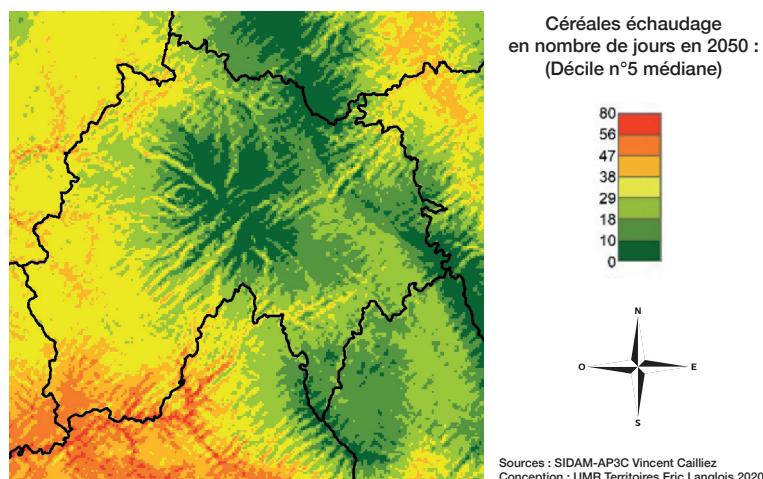 Céréales échaudage
en nombre de jours en 2050 :
(Décile n°5 médiane)
80
56
47
38
29
18
10
0
N
O
E
S
Sources : SIDAM-AP3C Vincent Cailliez
Conception : UMR Territoires Eric Langlois 2020